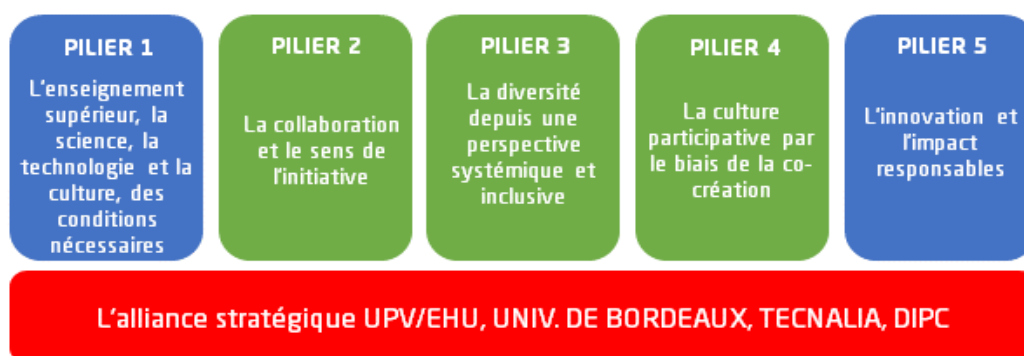 PILIER 1
L'enseignement
supérieur, la
science, la
technologie et la
culture, des
conditions
nécessaires
PILIER 2
La collaboration
et le sens de
l'initiative
PILIER 3
La diversité
depuis une
perspective
systémique et
inclusive
PILIER 4
La culture
participative par
le biais de la co-
création
PILIER 5
L'innovation et
l'impact
responsables
L'alliance stratégique UPV/EHU, UNIV. DE BORDEAUX, TECNALIA, DIPC